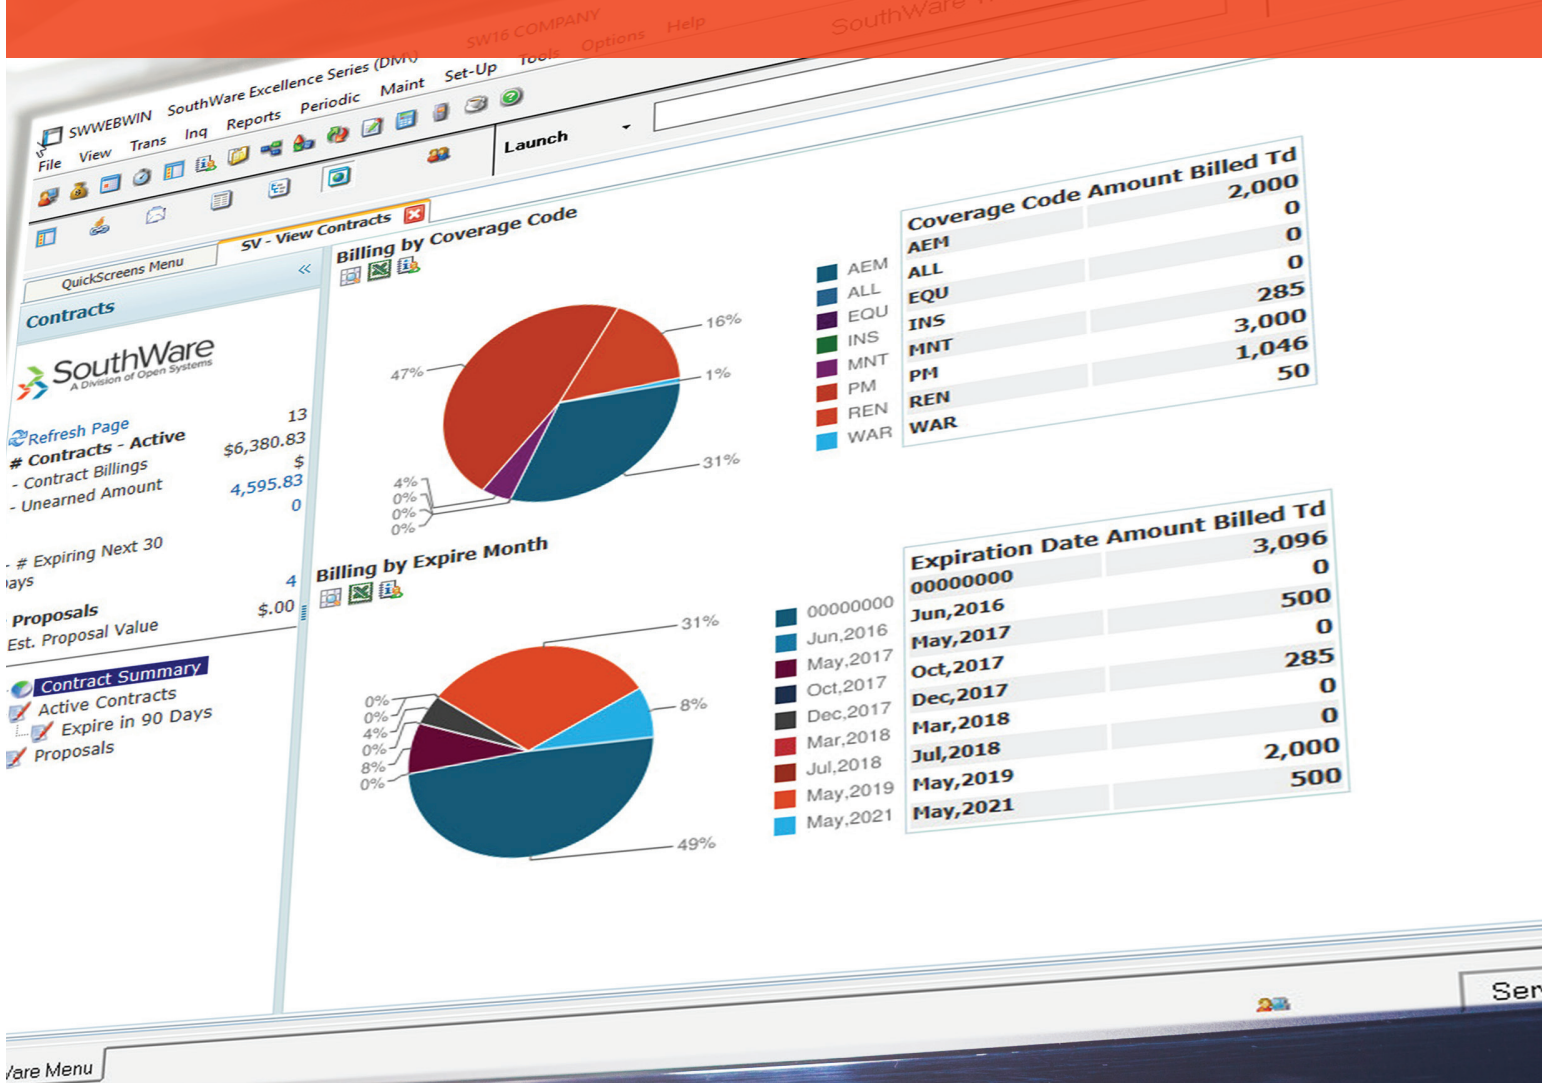 SW16 COMPANY
SouthWare
SWWEBWIN SouthWare Excellence Series (DM\)
File View Trans Inq Reports Periodic Maint Set-Up Tools Options Help
Launch
QuickScreens Menu
SV - View Contracts
Contracts
SouthWare
A Division of Open Systems
Refresh Page
# Contracts - Active 13
- Contract Billings $6,380.83
- Unearned Amount $
4,595.83
0
- # Expiring Next 30
ays
Proposals 4
Est. Proposal Value $.00
Contract Summary
Active Contracts
Expire in 90 Days
Proposals
Billing by Coverage Code
47%
16%
1%
31%
4%
0%
0%
0%
AEM
ALL
EQU
INS
MNT
PM
REN
WAR
Coverage Code Amount Billed Td
AEM 2,000
ALL 0
EQU 0
INS 0
MNT 285
PM 3,000
REN 1,046
WAR 50
Billing by Expire Month
31%
8%
49%
0%
0%
4%
0%
8%
0%
00000000
Jun,2016
May,2017
Oct,2017
Dec,2017
Mar,2018
Jul,2018
May,2019
May,2021
Expiration Date Amount Billed Td
00000000 3,096
Jun,2016 0
May,2017 500
Oct,2017 0
Dec,2017 285
Mar,2018 0
Jul,2018 0
May,2019 2,000
May,2021 500
Ser
Ware Menu